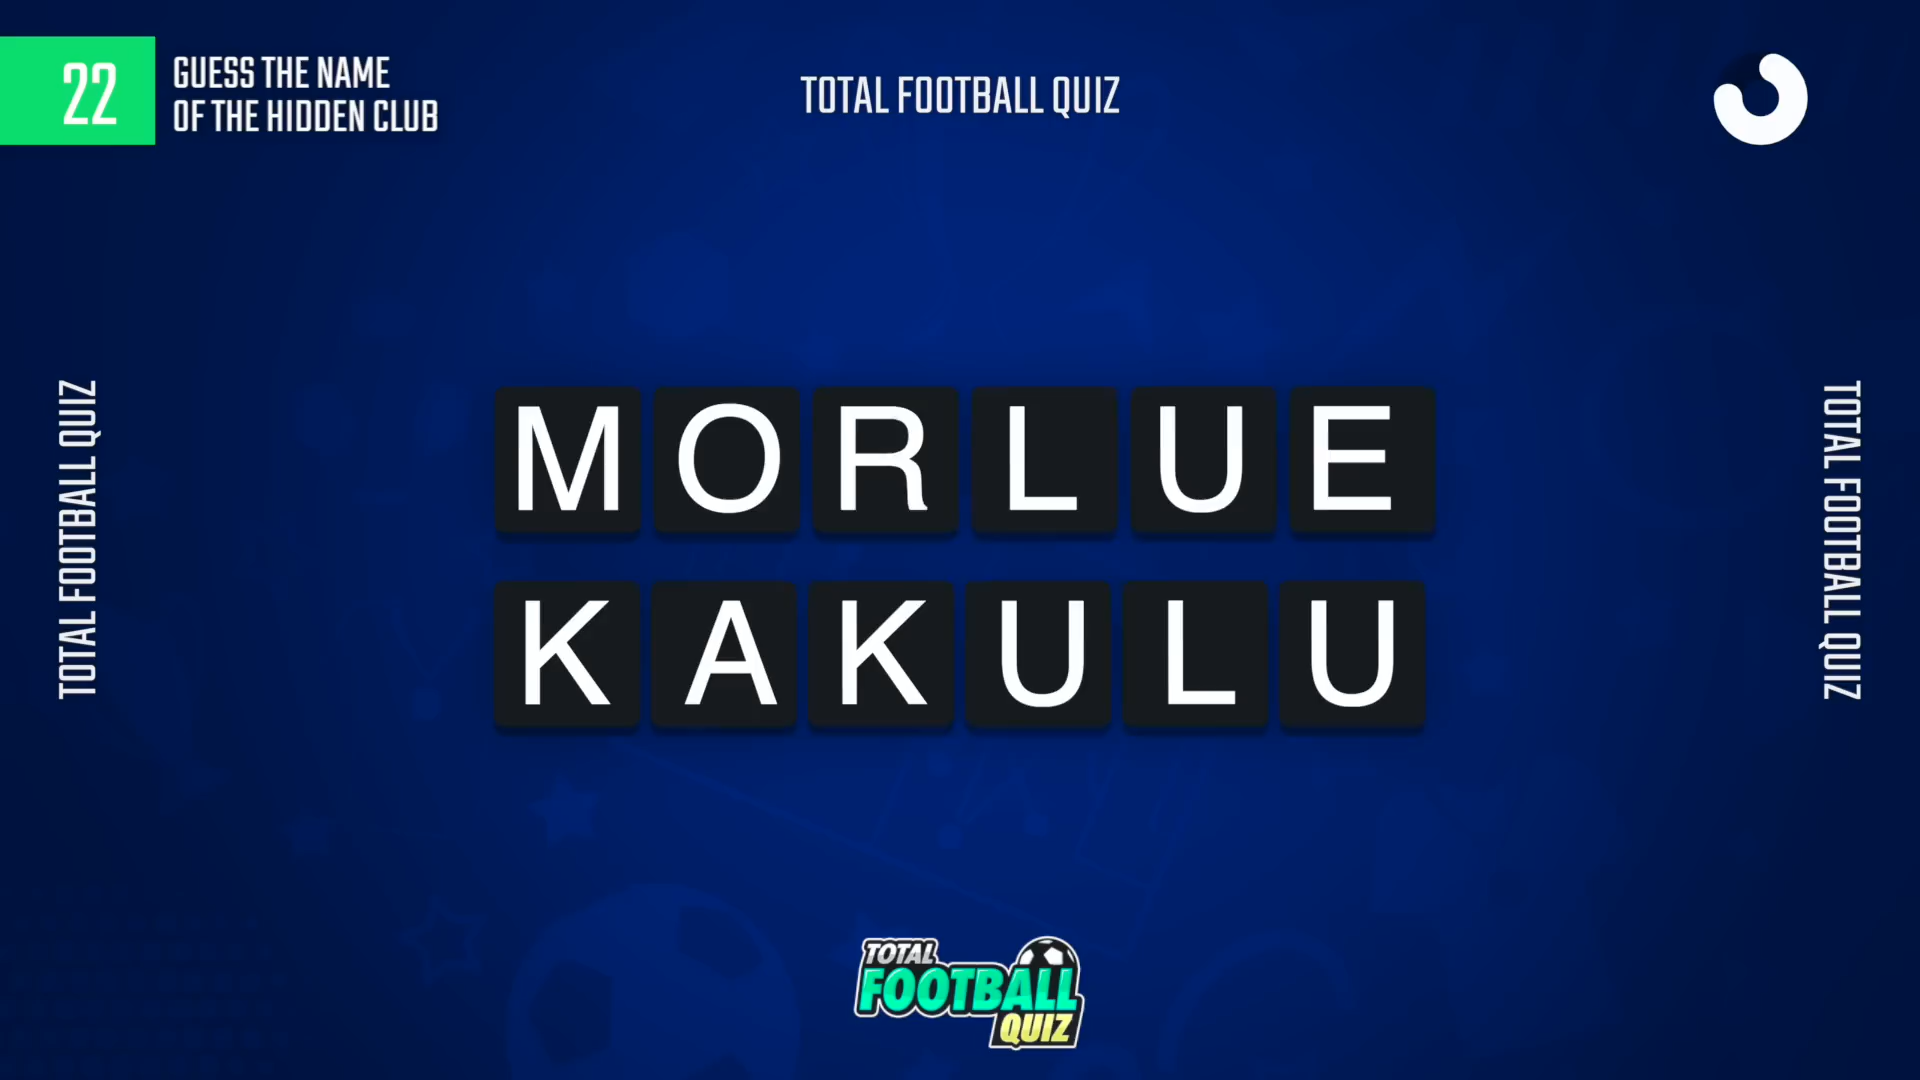 22
GUESS THE NAME
OF THE HIDDEN CLUB
TOTAL FOOTBALL QUIZ
TOTAL FOOTBALL QUIZ
TOTAL FOOTBALL QUIZ
MORLUE
KAKULU
TOTAL
FOOTBALL
QUIZ